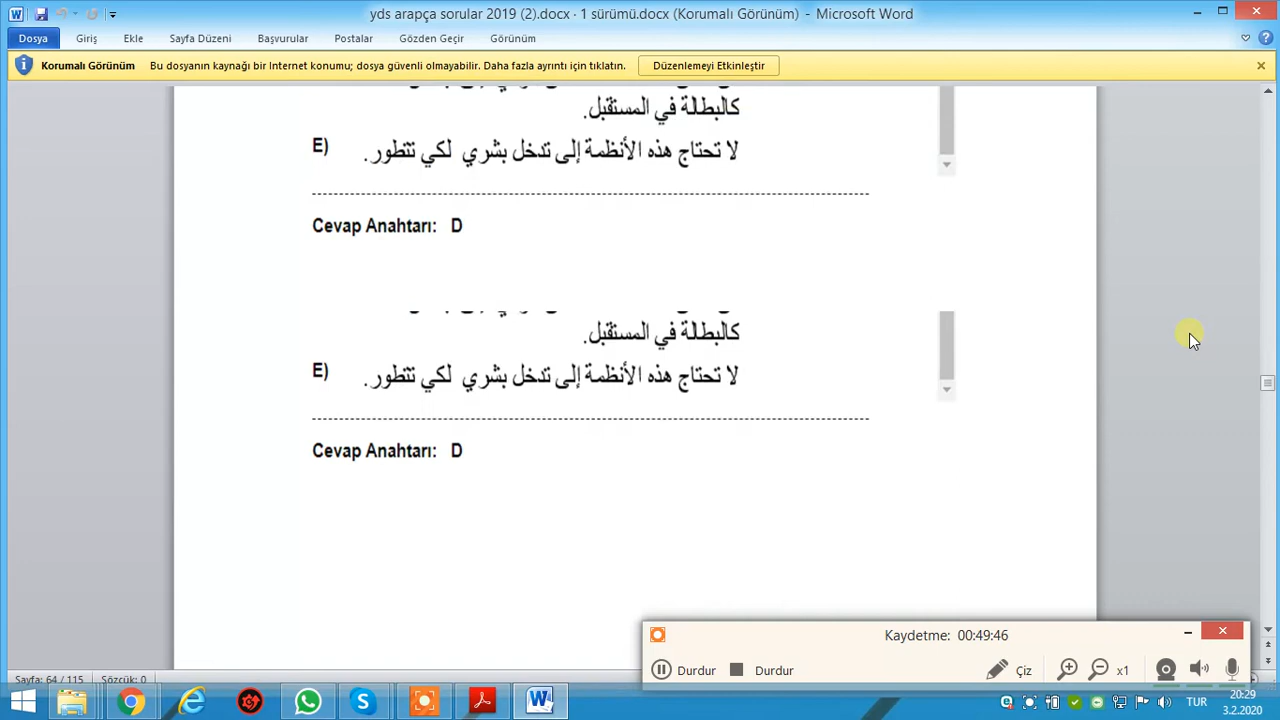 yds arapça sorular 2019 (2).docx · 1 sürümü.docx (Korumalı Görünüm) - Microsoft Word
Dosya Giriş Ekle Sayfa Düzeni Başvurular Postalar Gözden Geçir Görünüm
Korumalı Görünüm Bu dosyanın kaynağı bir Internet konumu; dosya güvenli olmayabilir. Daha fazla ayrıntı için tıklatın. Düzenlemeyi Etkinleştir
كالبطالة في المستقبل.
E) لا تحتاج هذه الأنظمة إلى تدخل بشري لكي تتطور.
Cevap Anahtarı: D
كالبطالة في المستقبل.
E) لا تحتاج هذه الأنظمة إلى تدخل بشري لكي تتطور.
Cevap Anahtarı: D
Kaydetme: 00:49:46
Durdur Durdur Çiz x1
Sayfa: 64 / 115 Sözcük: 0
TUR
20:29
3.2.2020